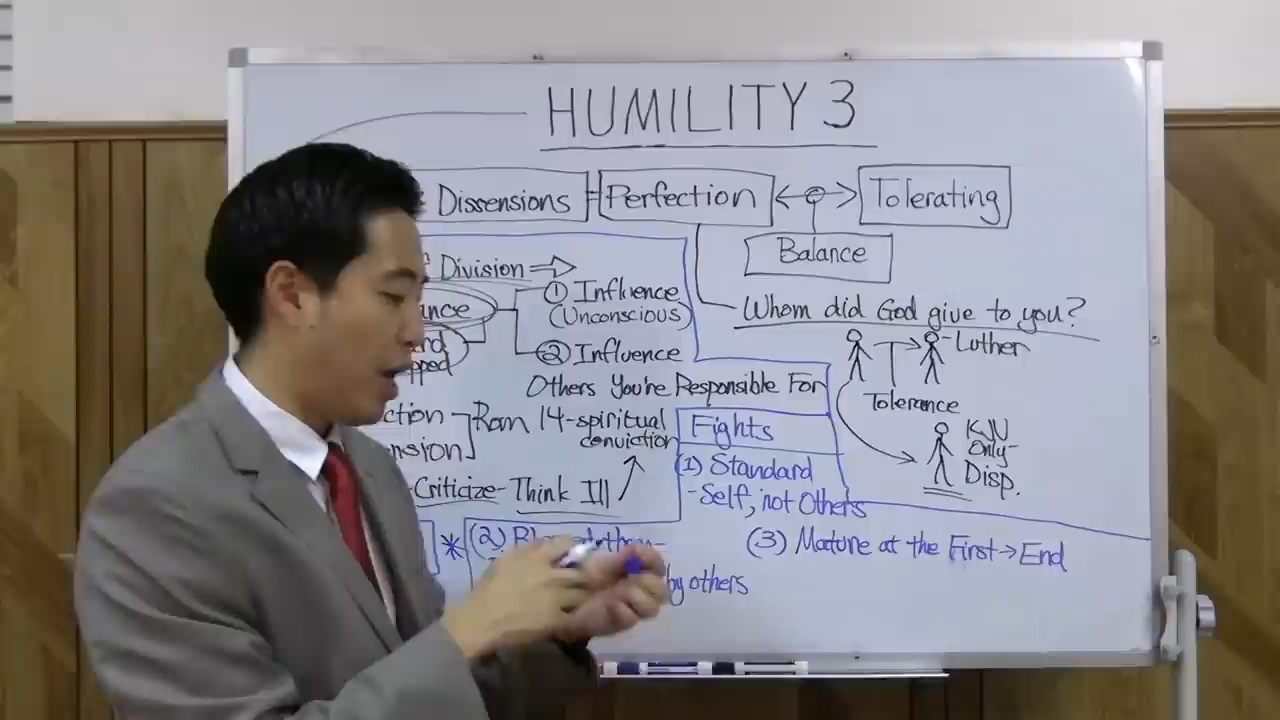 HUMILITY 3
Dissensions Perfection Tolerating
Balance
Division
① Influence
(Unconscious)
② Influence
Others You're Responsible For
Whom did God give to you?
Luther
Tolerance
KJV
Only-
Disp.
Rom 14-spiritual
conviction
-Criticize-Think Ill
Fights
(1) Standard
-Self, not Others
* (2)
by others
(3) Mature at the First→End